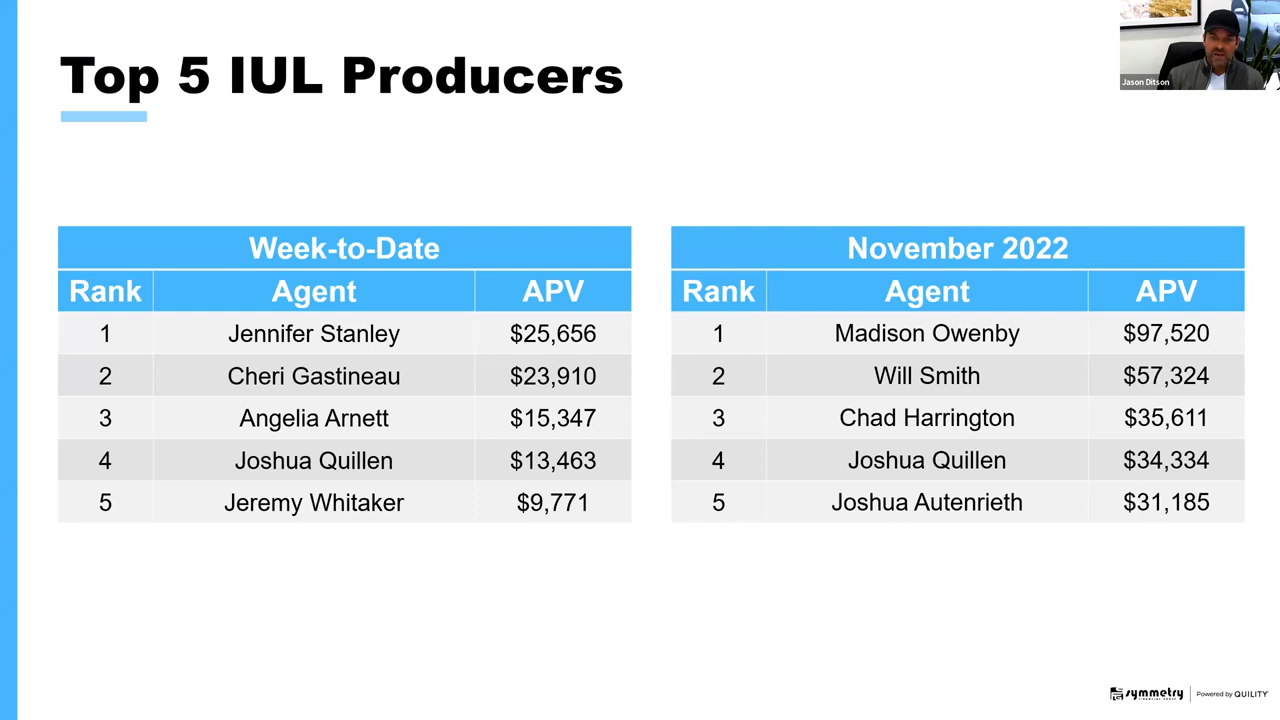 Top 5 IUL Producers
Jason Ditson
Week-to-Date
Rank Agent APV
1 Jennifer Stanley $25,656
2 Cheri Gastineau $23,910
3 Angelia Arnett $15,347
4 Joshua Quillen $13,463
5 Jeremy Whitaker $9,771
November 2022
Rank Agent APV
1 Madison Owenby $97,520
2 Will Smith $57,324
3 Chad Harrington $35,611
4 Joshua Quillen $34,334
5 Joshua Autenrieth $31,185
symmetry
FINANCIAL GROUP
Powered by QUILITY